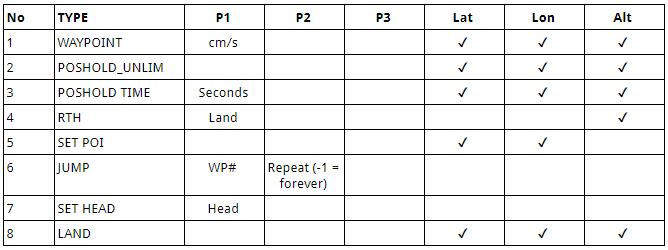 No TYPE P1 P2 P3 Lat Lon Alt
1 WAYPOINT cm/s ✓ ✓ ✓
2 POSHOLD_UNLIM ✓ ✓ ✓
3 POSHOLD TIME Seconds ✓ ✓ ✓
4 RTH Land ✓
5 SET POI ✓ ✓
6 JUMP WP# Repeat (-1 =
forever)
7 SET HEAD Head
8 LAND ✓ ✓ ✓